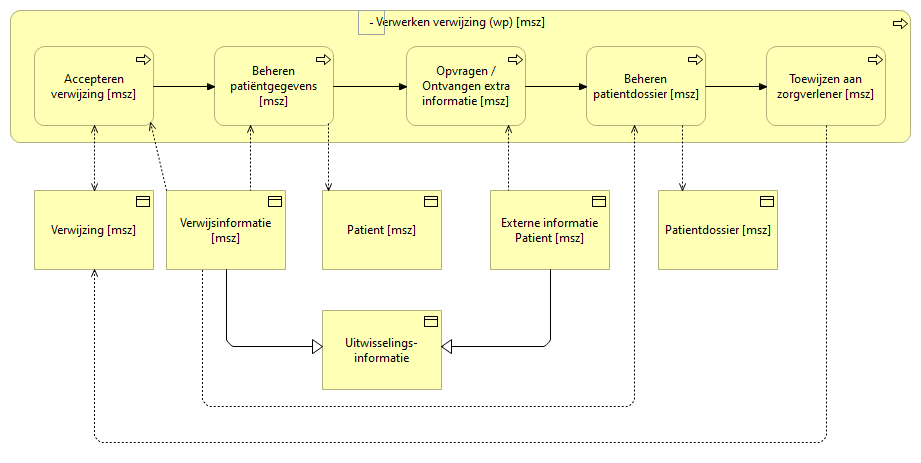 - Verwerken verwijzing (wp) [msz]
Accepteren
verwijzing [msz]
Beheren
patiëntgegevens
[msz]
Opvragen /
Ontvangen extra
informatie [msz]
Beheren
patientdossier [msz]
Toewijzen aan
zorgverlener [msz]
Verwijzing [msz]
Verwijsinformatie
[msz]
Patient [msz]
Externe informatie
Patient [msz]
Patientdossier [msz]
Uitwisselings-
informatie